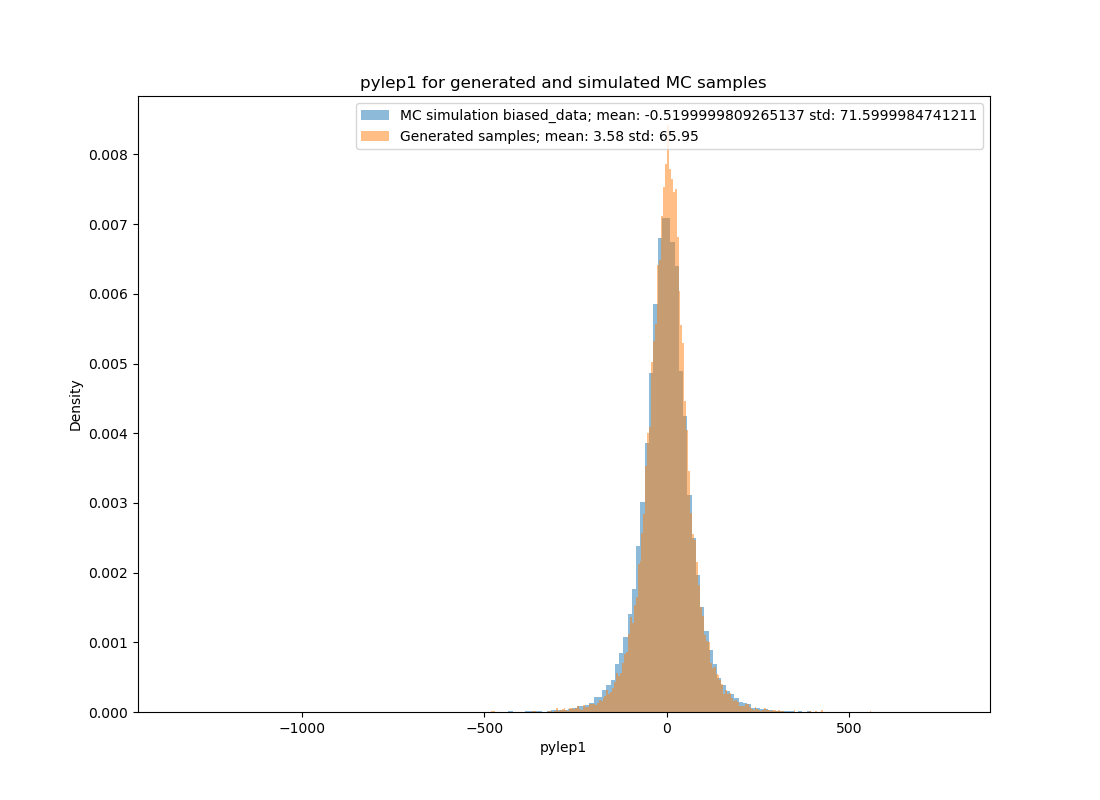 pylep1 for generated and simulated MC samples
MC simulation biased_data; mean: -0.5199999809265137 std: 71.5999984741211
Generated samples; mean: 3.58 std: 65.95
0.008
0.007
0.006
0.005
0.004
0.003
0.002
0.001
0.000
Density
−1000
−500
0
500
pylep1